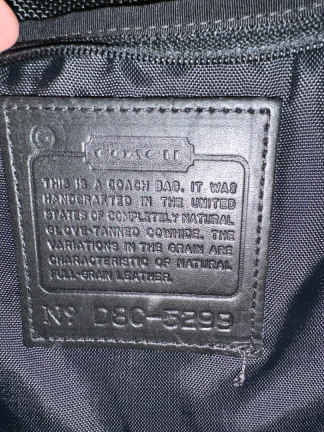 ©
COACH
THIS IS A COACH BAG. IT WAS
HANDCRAFTED IN THE UNITED
STATES OF COMPLETELY NATURAL
GLOVE-TANNED COWHIDE. THE
VARIATIONS IN THE GRAIN ARE
CHARACTERISTIC OF NATURAL
FULL-GRAIN LEATHER.
Nº D8C-5299